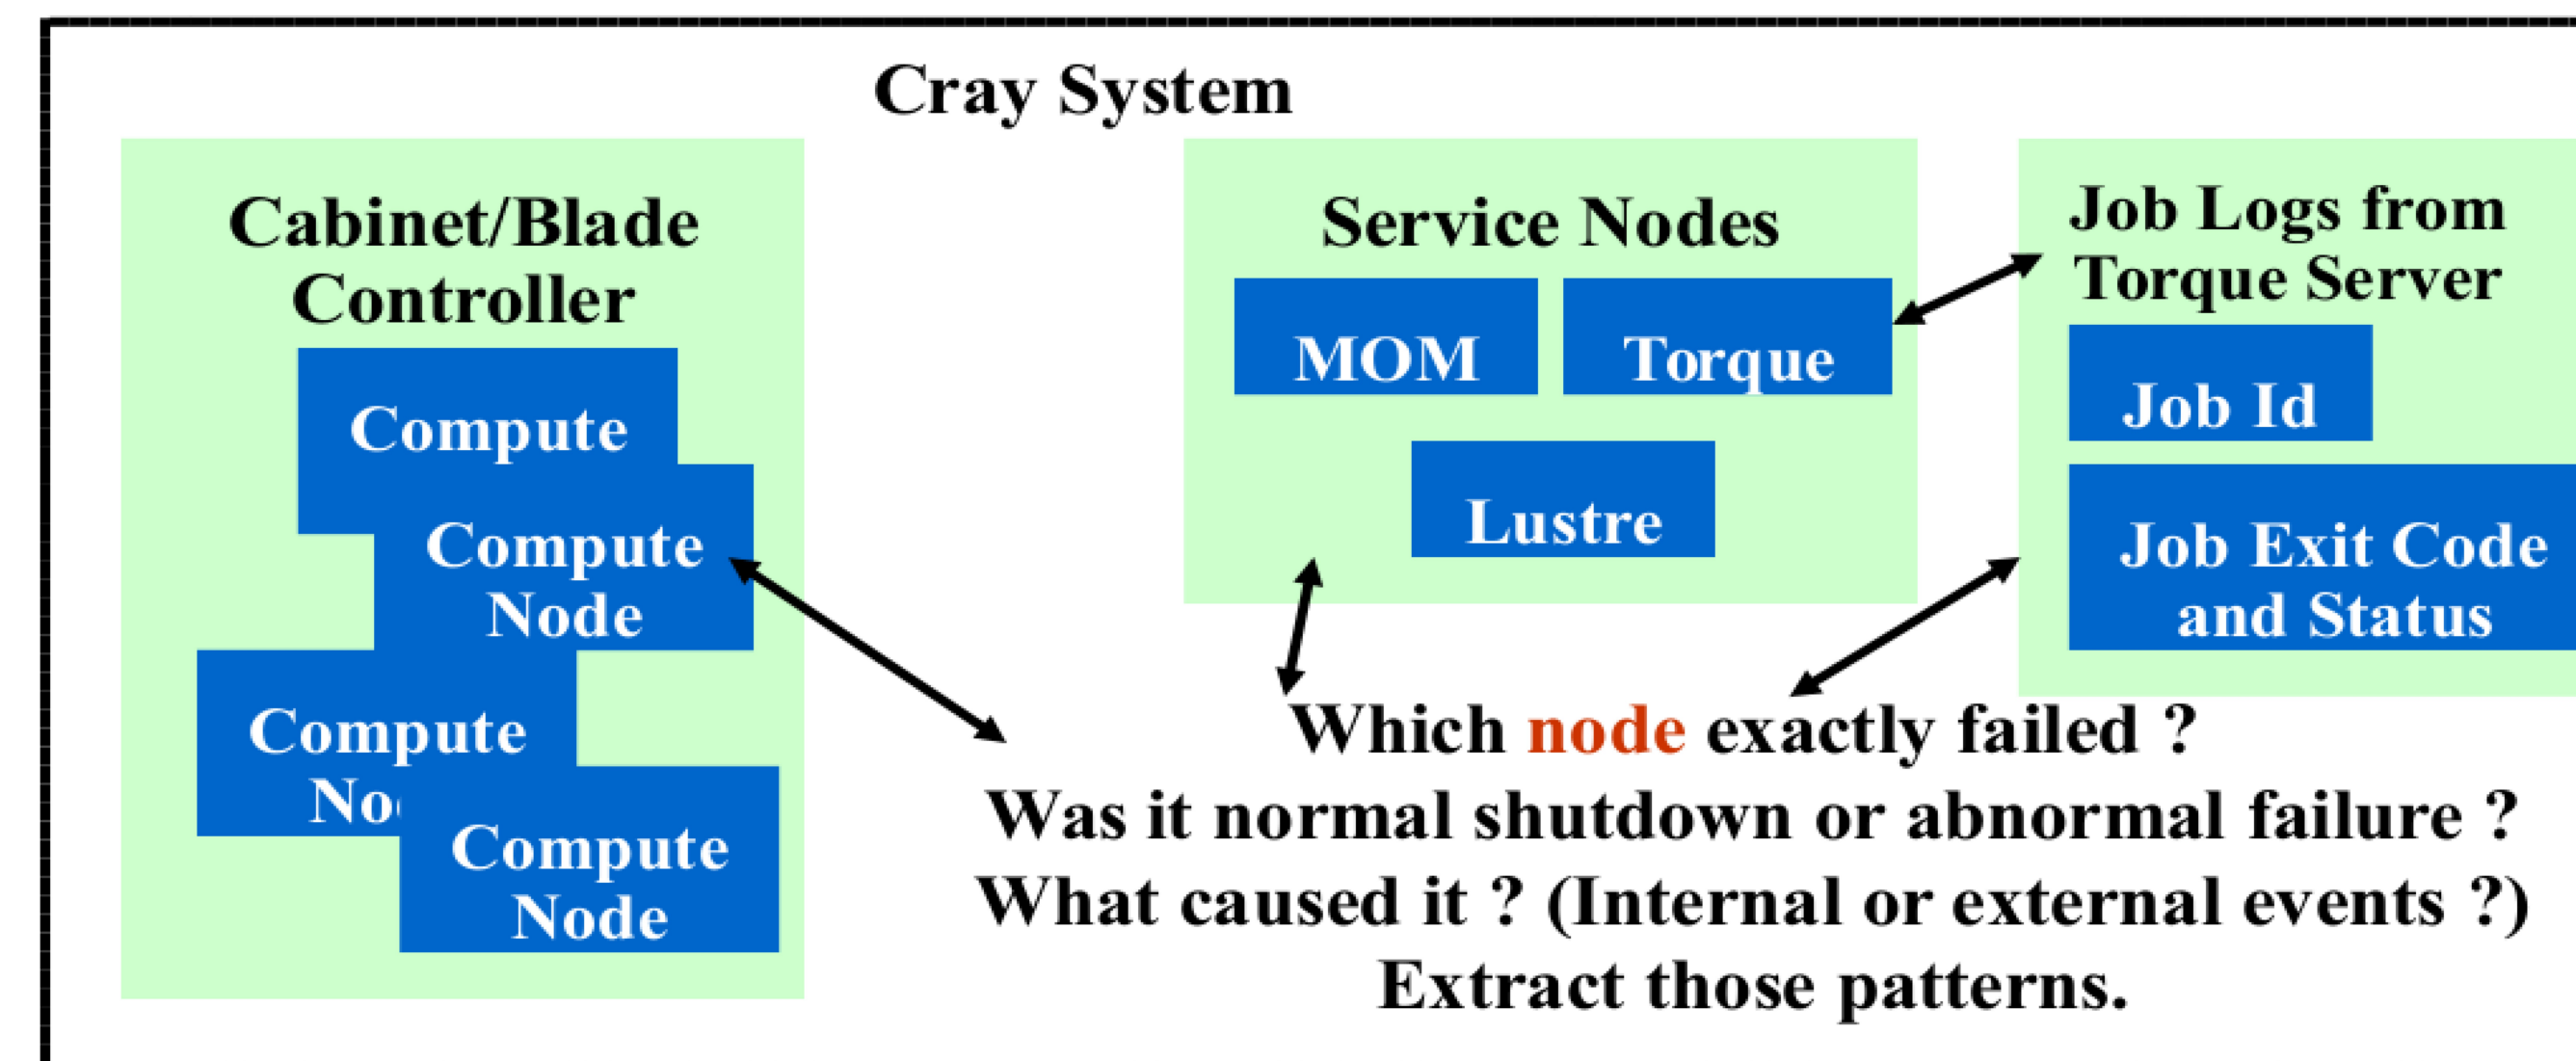 Cray System
Cabinet/Blade
Controller
Compute
Compute
Node
Compute
Compute
Node
Service Nodes
MOM
Torque
Lustre
Job Logs from
Torque Server
Job Id
Job Exit Code
and Status
Which node exactly failed ?
Was it normal shutdown or abnormal failure ?
What caused it ? (Internal or external events ?)
Extract those patterns.